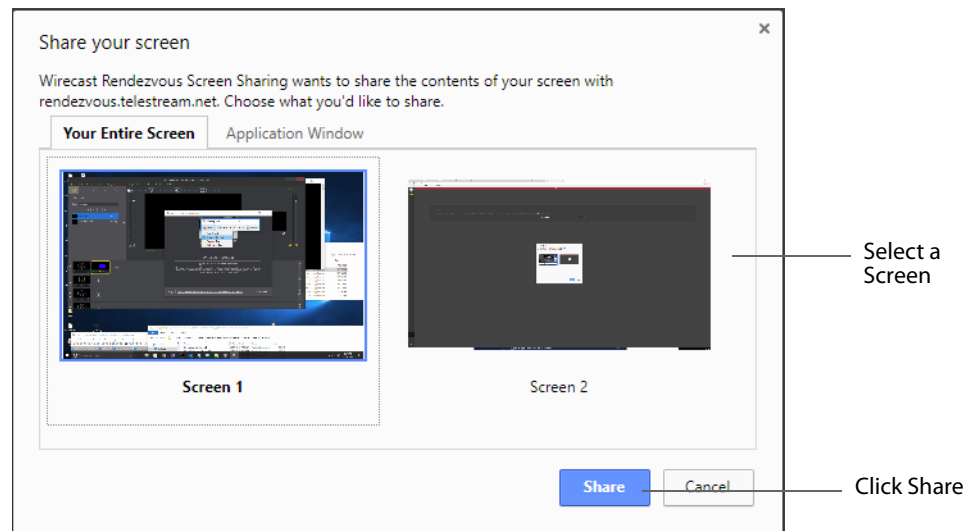 ×
Share your screen
Wirecast Rendezvous Screen Sharing wants to share the contents of your screen with
rendezvous.telestream.net. Choose what you'd like to share.
Your Entire Screen
Application Window
Select a
Screen
Screen 1
Screen 2
Share
Cancel
Click Share